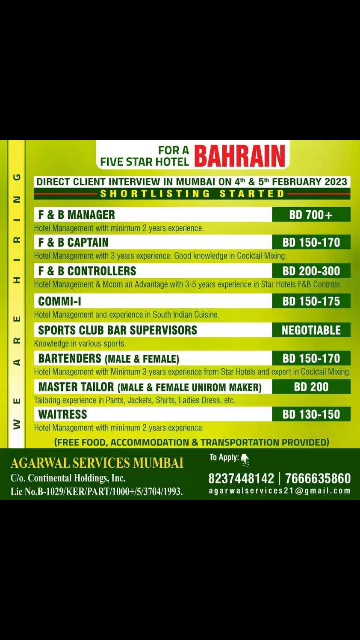 FOR A
FIVE STAR HOTEL BAHRAIN
DIRECT CLIENT INTERVIEW IN MUMBAI ON 4th & 5th FEBRUARY 2023
SHORTLISTING STARTED
WE ARE HIRING
F & B MANAGER BD 700+
Hotel Management with minimum 2 years experience.
F & B CAPTAIN BD 150-170
Hotel Management with 3 years experience. Good knowledge in Cocktail Mixing.
F & B CONTROLLERS BD 200-300
Hotel Management & Mcom an Advantage with 3-5 years experience in Star Hotels F&B Controls
COMMI-I BD 150-175
Hotel Management and experience in South Indian Cuisine.
SPORTS CLUB BAR SUPERVISORS NEGOTIABLE
Knowledge in various sports.
BARTENDERS (MALE & FEMALE) BD 150-170
Hotel Management with Minimum 3 years experience from Star Hotels and expert in Cocktail Mixing.
MASTER TAILOR (MALE & FEMALE UNIROM MAKER) BD 200
Tailoring experience in Pants, Jackets, Shirts, Ladies Dress, etc.
WAITRESS BD 130-150
Hotel Management with minimum 2 years experience.
(FREE FOOD, ACCOMMODATION & TRANSPORTATION PROVIDED)
AGARWAL SERVICES MUMBAI
C/o. Continental Holdings, Inc.
Lic No.B-1029/KER/PART/1000+/5/3704/1993.
To Apply:
8237448142 | 7666635860
agarwalservices21@gmail.com